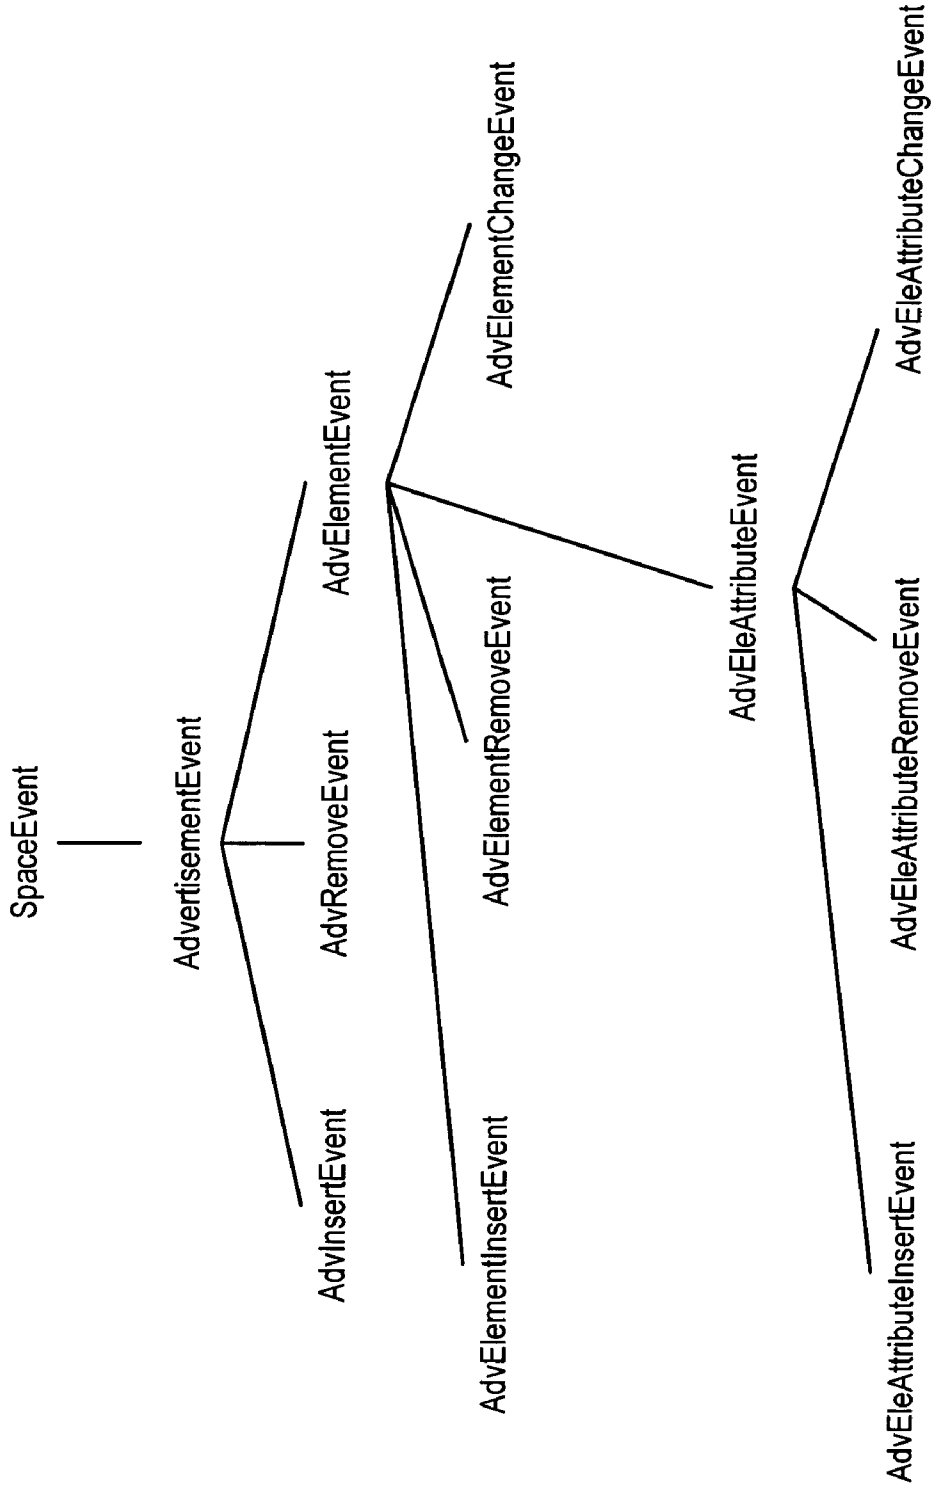 SpaceEvent
AdvertisementEvent
AdvInsertEvent
AdvRemoveEvent
AdvElementEvent
AdvElementInsertEvent
AdvElementRemoveEvent
AdvElementChangeEvent
AdvEleAttributeEvent
AdvEleAttributeInsertEvent
AdvEleAttributeRemoveEvent
AdvEleAttributeChangeEvent